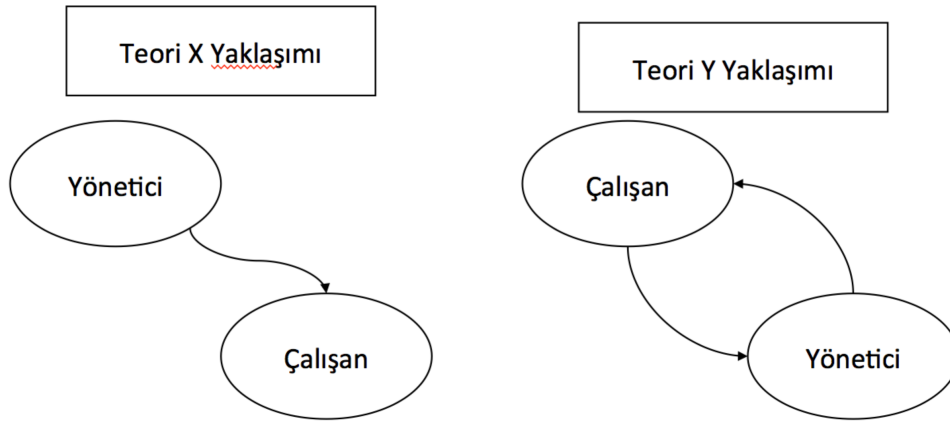 Teori X Yaklaşımı
Yönetici
Çalışan
Teori Y Yaklaşımı
Çalışan
Yönetici